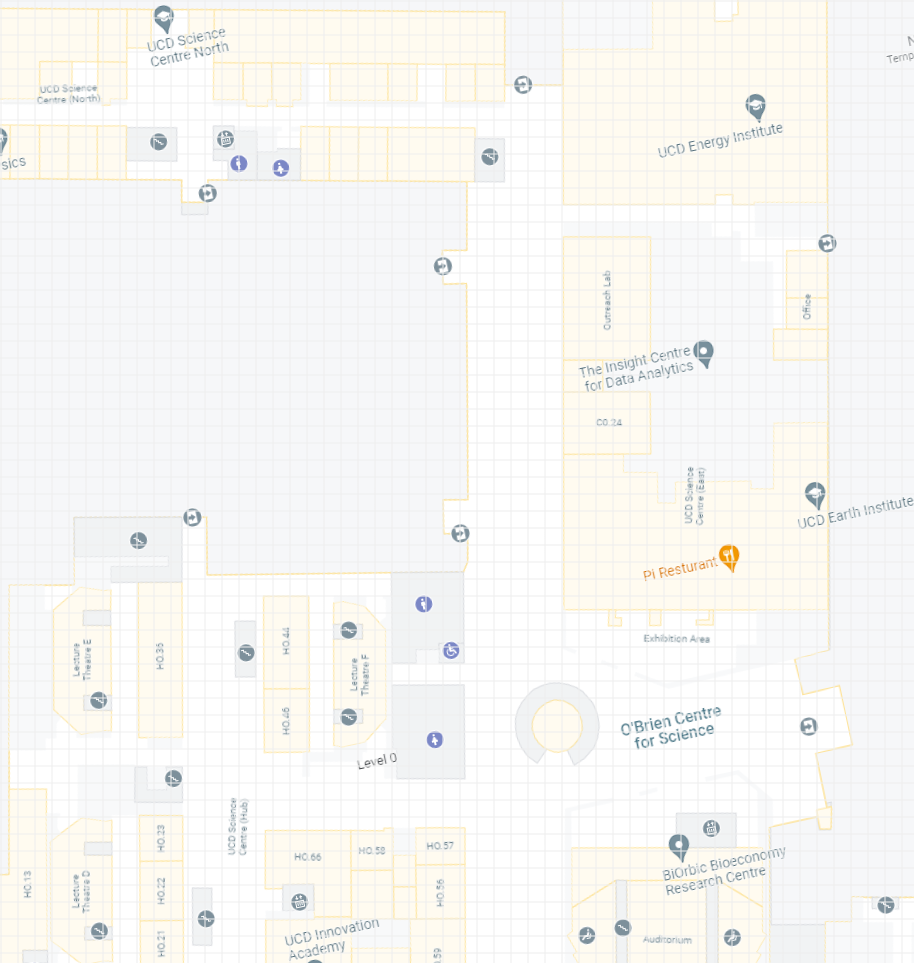 UCD Science
Centre North
UCD Science
Centre (North)
UCD Energy Institute
sics
Outreach Lab
Office
The Insight Centre
for Data Analytics
C0.24
UCD Science
Centre (East)
UCD Earth Institute
Pi Resturant
Exhibition Area
Lecture
Theatre E
H0.35
H0.44
H0.45
Lecture
Theatre F
Level 0
O'Brien Centre
for Science
UCD Science
Centre (Hub)
H0.13
Lecture
Theatre D
H0.23
H0.22
H0.21
H0.66
H0.58
H0.57
H0.56
.59
UCD Innovation
Academy
BiOrbic Bioeconomy
Research Centre
Auditorium
N
Temp